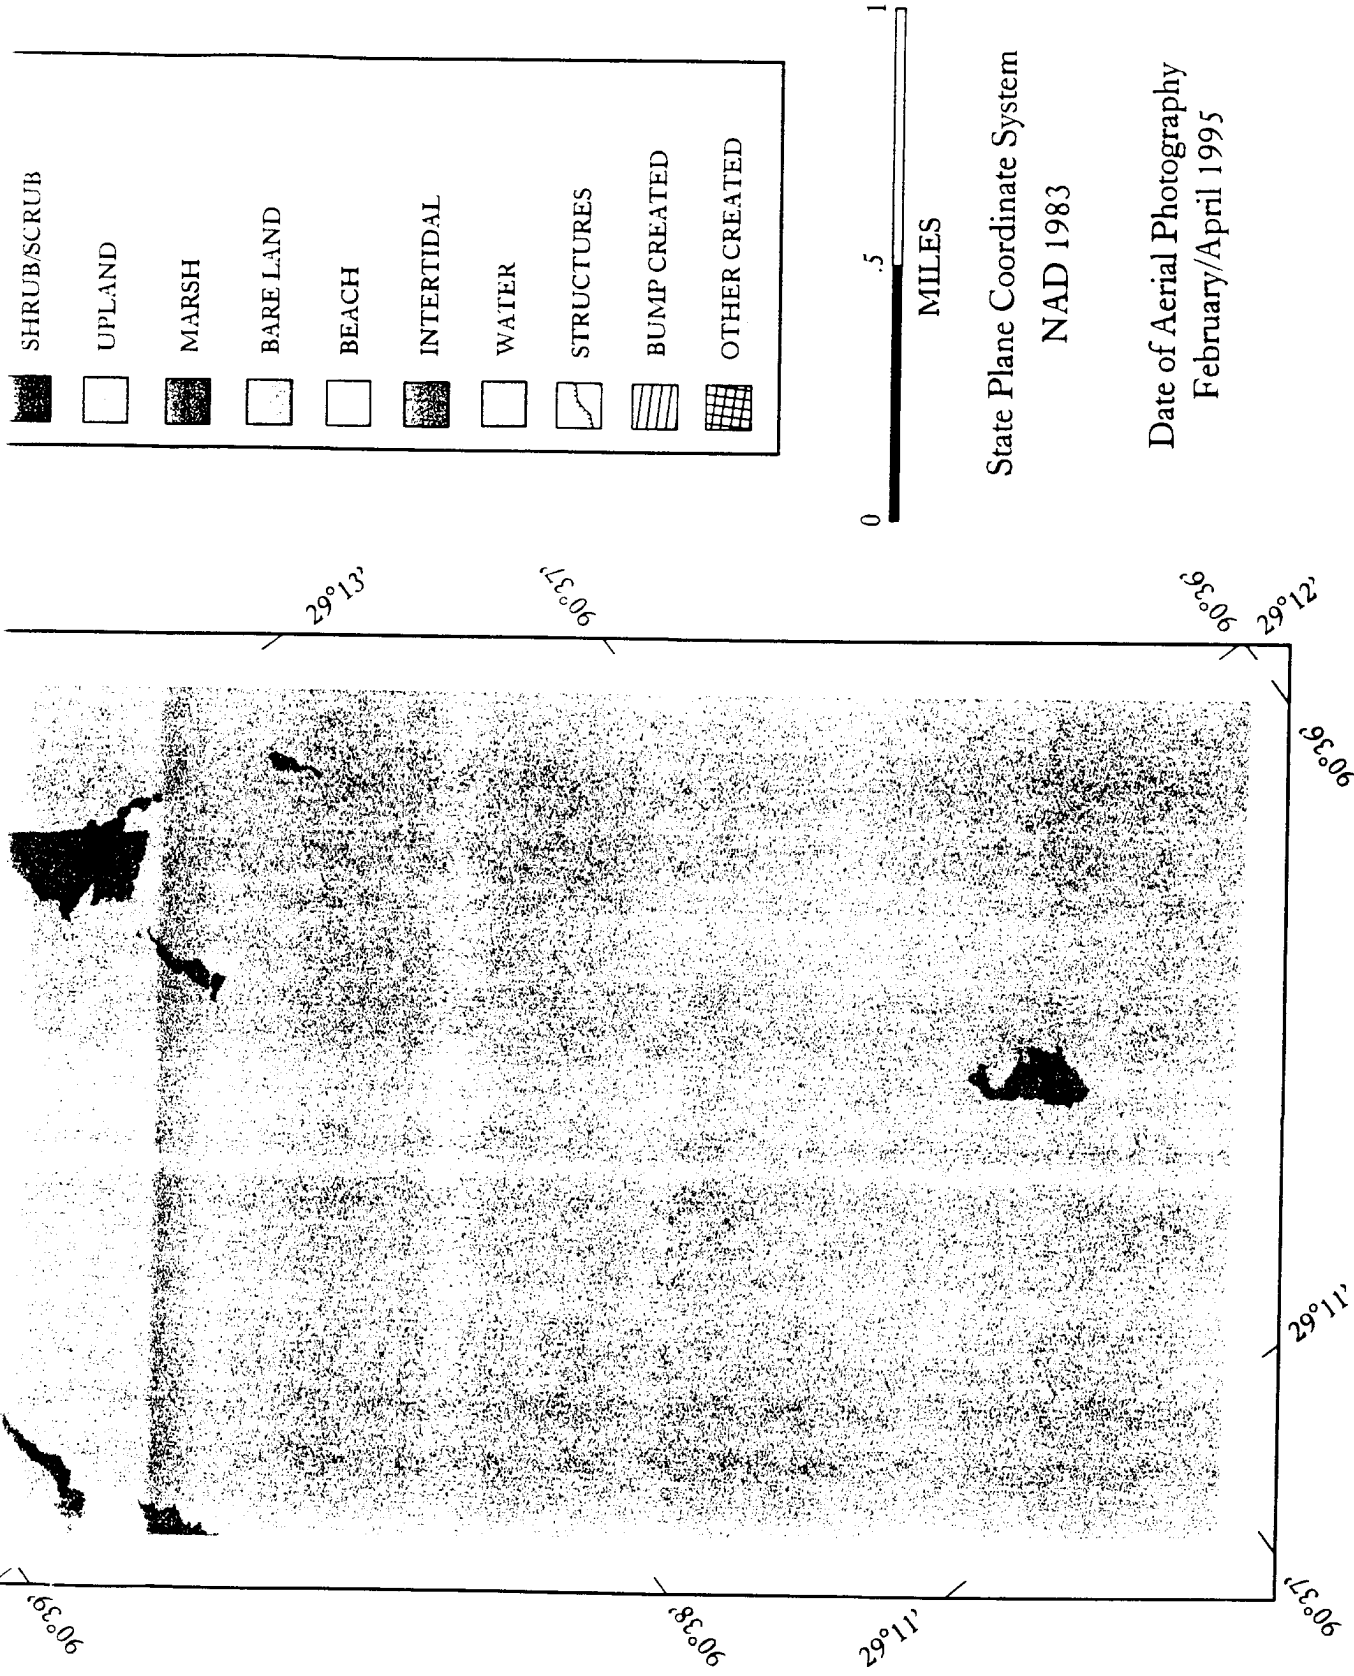 SHRUB/SCRUB
UPLAND
MARSH
BARE LAND
BEACH
INTERTIDAL
WATER
STRUCTURES
BUMP CREATED
OTHER CREATED
0 .5 1
MILES
State Plane Coordinate System
NAD 1983
Date of Aerial Photography
February/April 1995
29°13'
90°37'
90°36'
29°12'
90°36'
29°11'
90°37'
29°11'
90°38'
90°39'